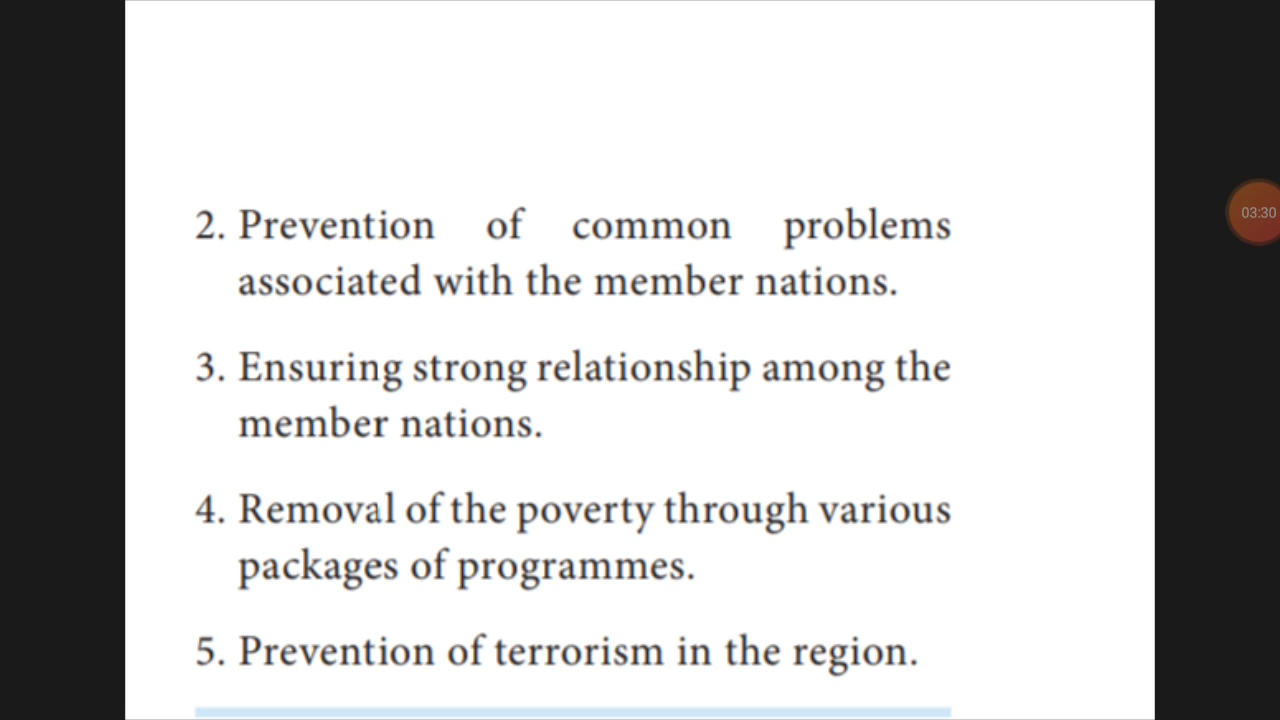 2. Prevention of common problems
associated with the member nations.
3. Ensuring strong relationship among the
member nations.
4. Removal of the poverty through various
packages of programmes.
5. Prevention of terrorism in the region.
03:30